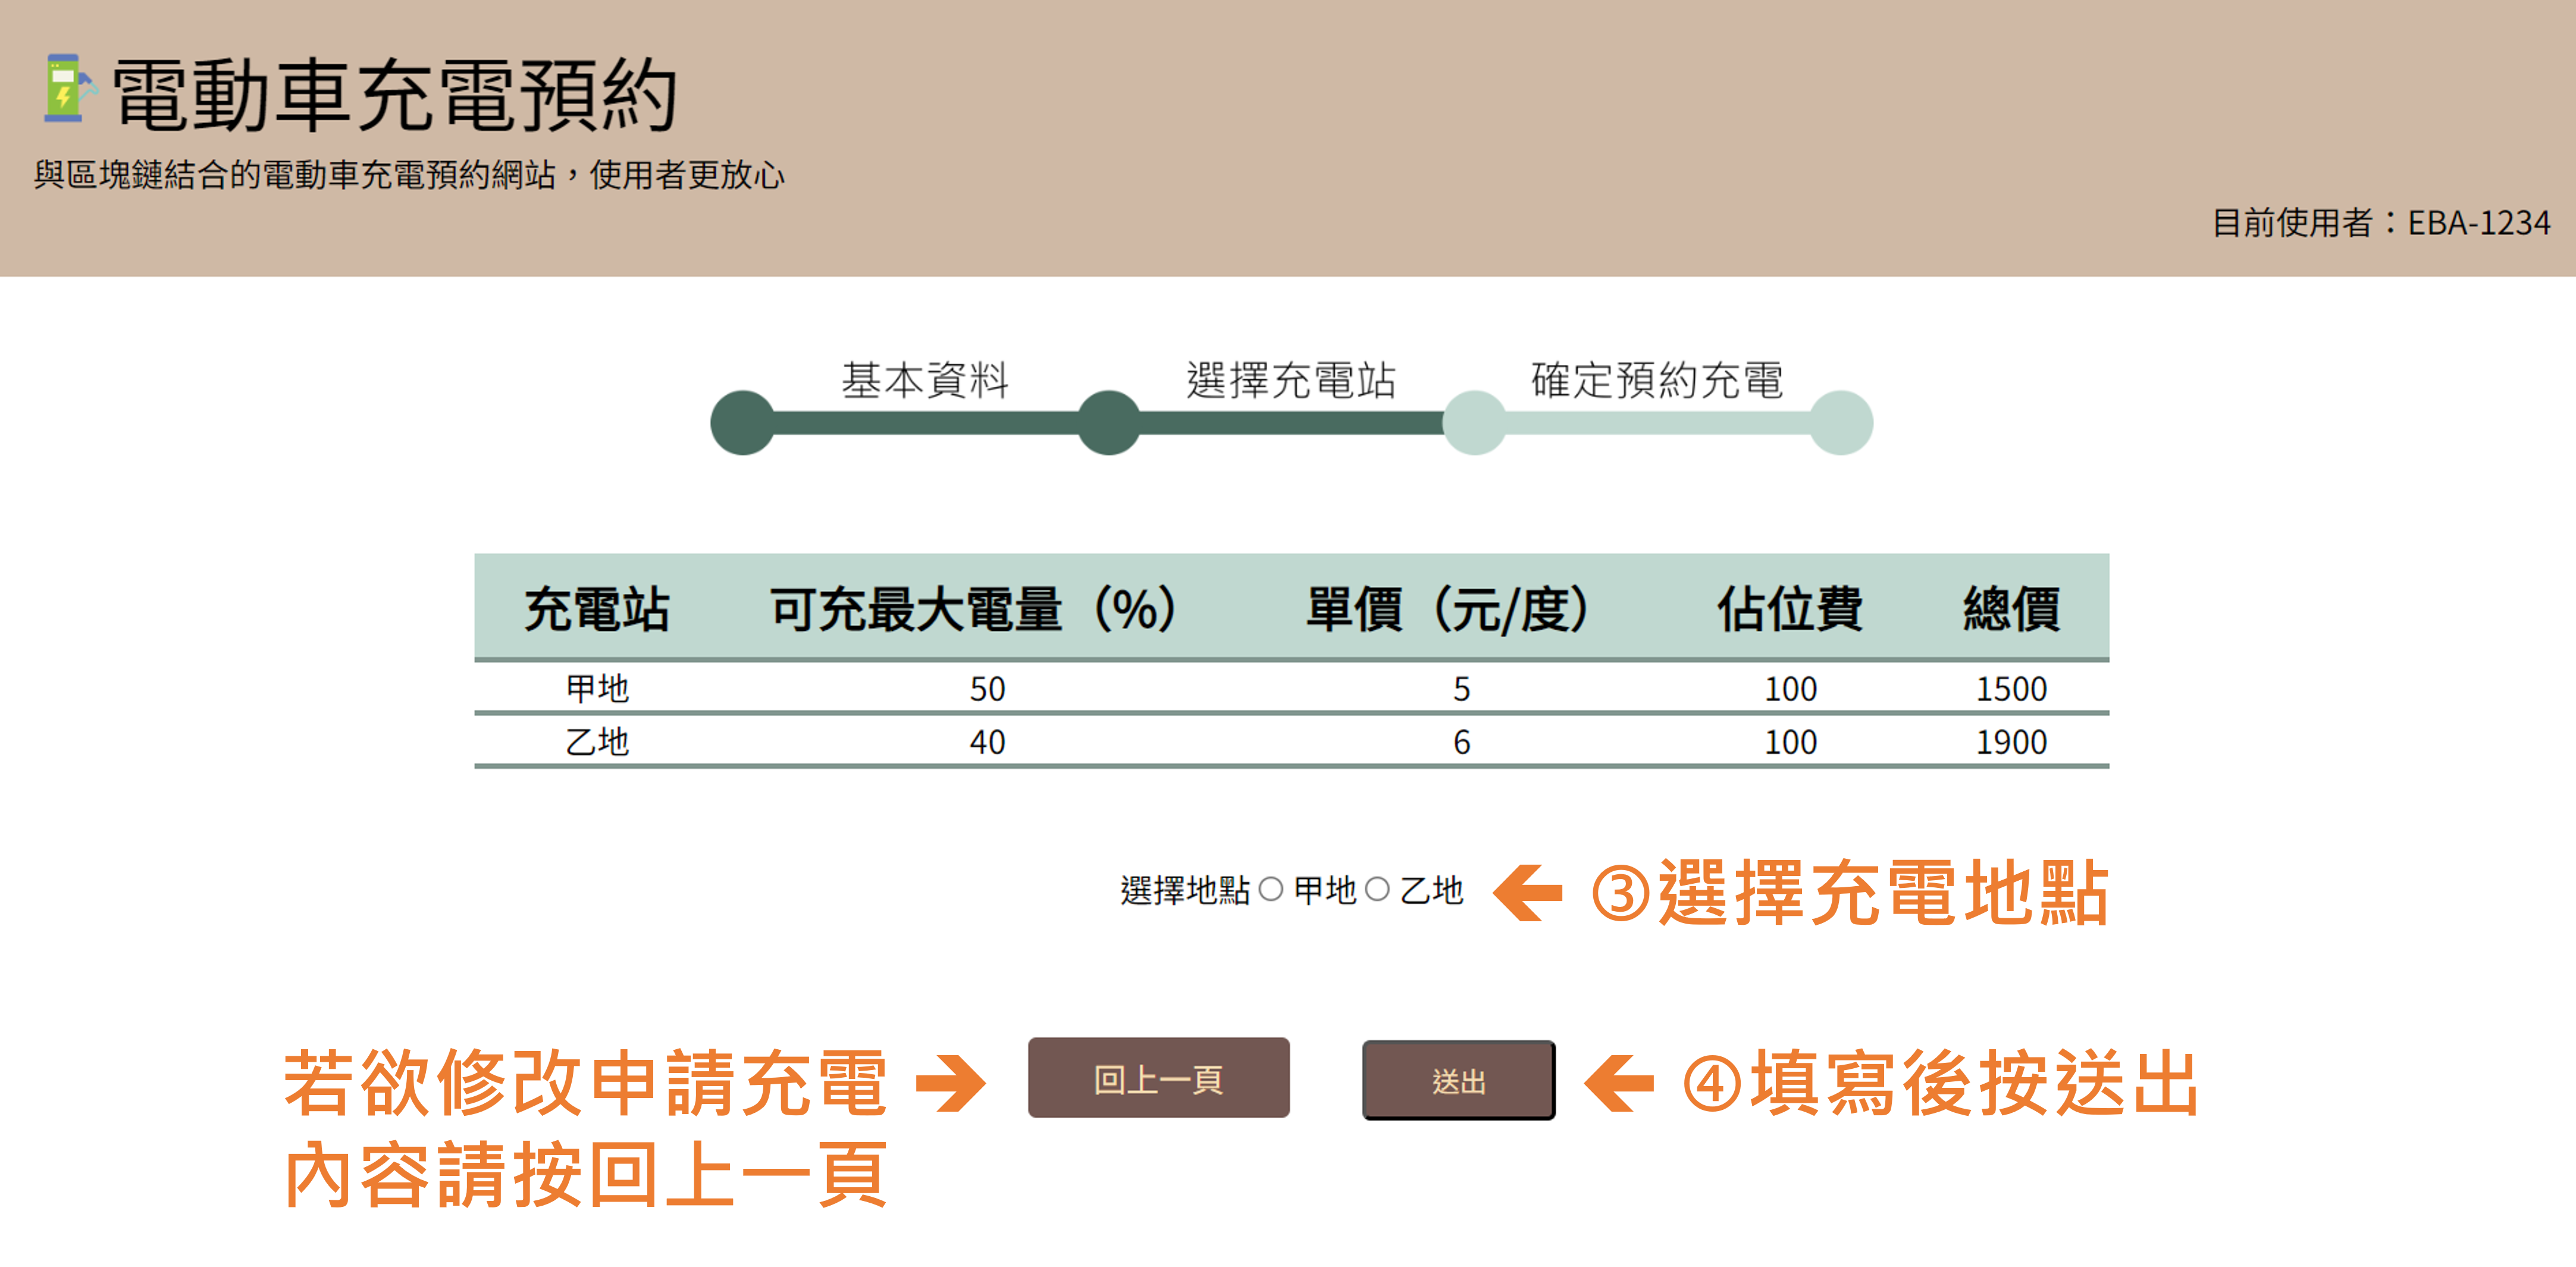 電動車充電預約
與區塊鏈結合的電動車充電預約網站，使用者更放心
目前使用者：EBA-1234
基本資料 選擇充電站 確定預約充電
充電站 可充最大電量（%） 單價（元/度） 佔位費 總價
甲地 50 5 100 1500
乙地 40 6 100 1900
選擇地點 甲地 乙地 ③選擇充電地點
若欲修改申請充電
內容請按回上一頁
回上一頁
送出
④填寫後按送出